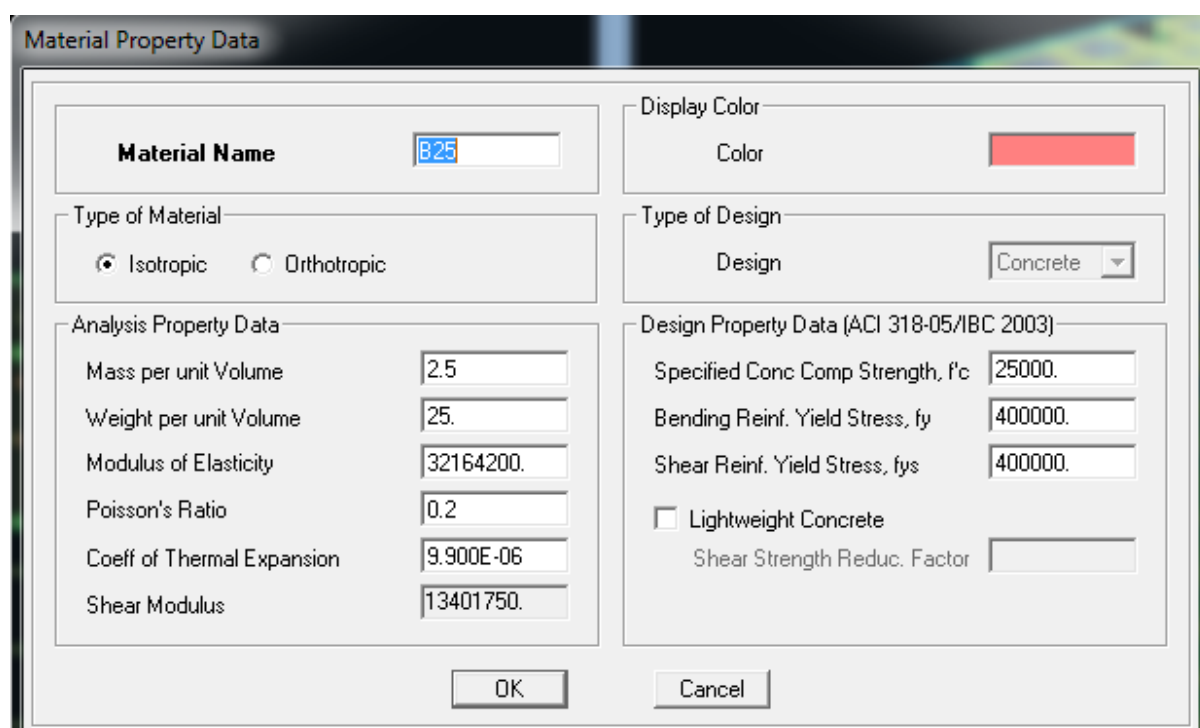 Material Property Data
Material Name B25
Display Color
Color
Type of Material
Isotropic Orthotropic
Type of Design
Design Concrete
Analysis Property Data
Mass per unit Volume 2.5
Weight per unit Volume 25.
Modulus of Elasticity 32164200.
Poisson's Ratio 0.2
Coeff of Thermal Expansion 9.900E-06
Shear Modulus 13401750.
Design Property Data (ACI 318-05/IBC 2003)
Specified Conc Comp Strength, f'c 25000.
Bending Reinf. Yield Stress, fy 400000.
Shear Reinf. Yield Stress, fys 400000.
Lightweight Concrete
Shear Strength Reduc. Factor
OK Cancel